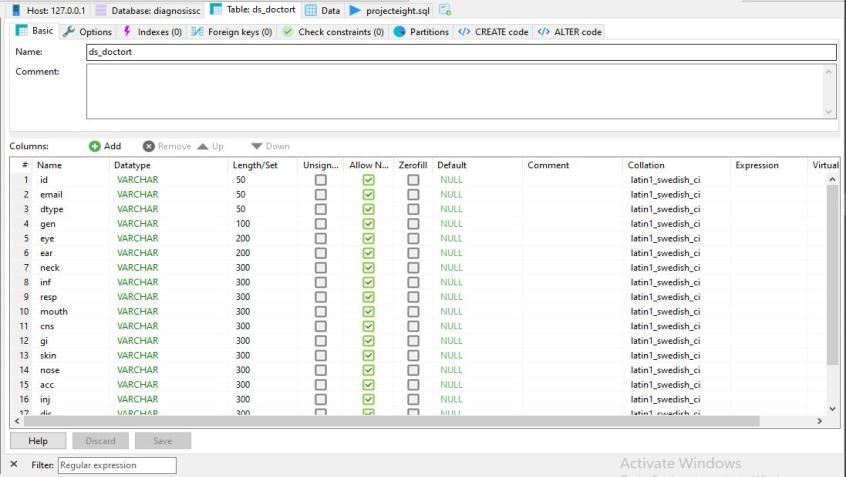 Host: 127.0.0.1 Database: diagnosissc Table: ds_doctort Data projecteight.sql
Basic Options Indexes (0) Foreign keys (0) Check constraints (0) Partitions </> CREATE code </> ALTER code
Name: ds_doctort
Comment:
Columns: Add Remove Up Down
# Name Datatype Length/Set Unsign... Allow N... Zerofill Default Comment Collation Expression Virtual
1 id VARCHAR 50 NULL latin1_swedish_ci
2 email VARCHAR 50 NULL latin1_swedish_ci
3 dtype VARCHAR 50 NULL latin1_swedish_ci
4 gen VARCHAR 100 NULL latin1_swedish_ci
5 eye VARCHAR 200 NULL latin1_swedish_ci
6 ear VARCHAR 200 NULL latin1_swedish_ci
7 neck VARCHAR 300 NULL latin1_swedish_ci
8 inf VARCHAR 300 NULL latin1_swedish_ci
9 resp VARCHAR 300 NULL latin1_swedish_ci
10 mouth VARCHAR 300 NULL latin1_swedish_ci
11 cns VARCHAR 300 NULL latin1_swedish_ci
12 gi VARCHAR 300 NULL latin1_swedish_ci
13 skin VARCHAR 300 NULL latin1_swedish_ci
14 nose VARCHAR 300 NULL latin1_swedish_ci
15 acc VARCHAR 300 NULL latin1_swedish_ci
16 inj VARCHAR 300 NULL latin1_swedish_ci
17 dis VARCHAR 300 NULL latin1_swedish_ci
Help Discard Save
Filter: Regular expression
Activate Windows